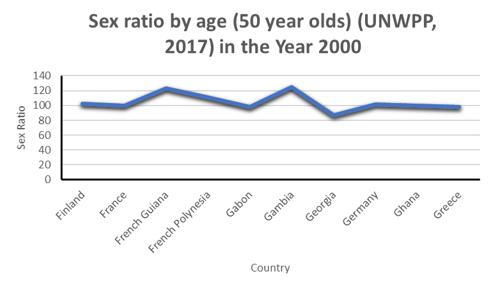 Sex ratio by age (50 year olds) (UNWPP,
2017) in the Year 2000
140
120
100
80
60
40
20
0
Sex Ratio
Finland
France
French Guiana
French Polynesia
Gabon
Gambia
Georgia
Germany
Ghana
Greece
Country